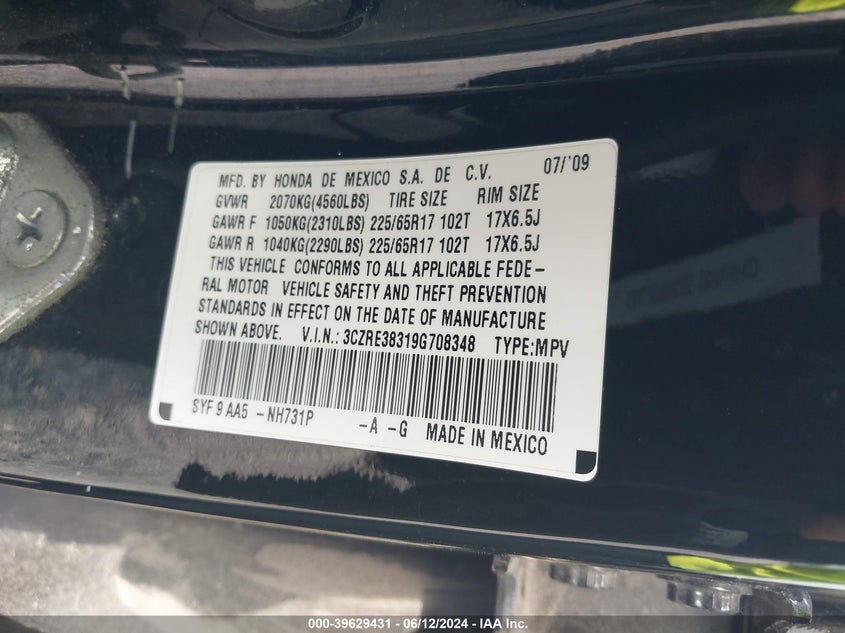 MFD. BY HONDA DE MEXICO S.A. DE C.V. 07/'09
GVWR 2070KG(4560LBS) TIRE SIZE RIM SIZE
GAWR F 1050KG(2310LBS) 225/65R17 102T 17X6.5J
GAWR R 1040KG(2290LBS) 225/65R17 102T 17X6.5J
THIS VEHICLE CONFORMS TO ALL APPLICABLE FEDE-
RAL MOTOR VEHICLE SAFETY AND THEFT PREVENTION
STANDARDS IN EFFECT ON THE DATE OF MANUFACTURE
SHOWN ABOVE. V.I.N.: 3CZRE38319G708348 TYPE:MPV
SYF 9 AA5 -NH731P -A -G MADE IN MEXICO
000-39629431 - 06/12/2024 - IAA Inc.